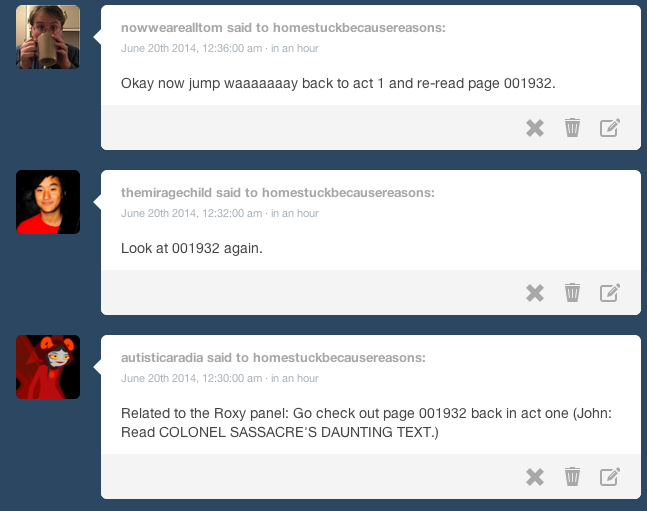 nowwearealltom said to homestuckbecausereasons:
June 20th 2014, 12:36:00 am · in an hour
Okay now jump waaaaaaay back to act 1 and re-read page 001932.
themiragechild said to homestuckbecausereasons:
June 20th 2014, 12:32:00 am · in an hour
Look at 001932 again.
autisticaradia said to homestuckbecausereasons:
June 20th 2014, 12:30:00 am · in an hour
Related to the Roxy panel: Go check out page 001932 back in act one (John:
Read COLONEL SASSACRE'S DAUNTING TEXT.)